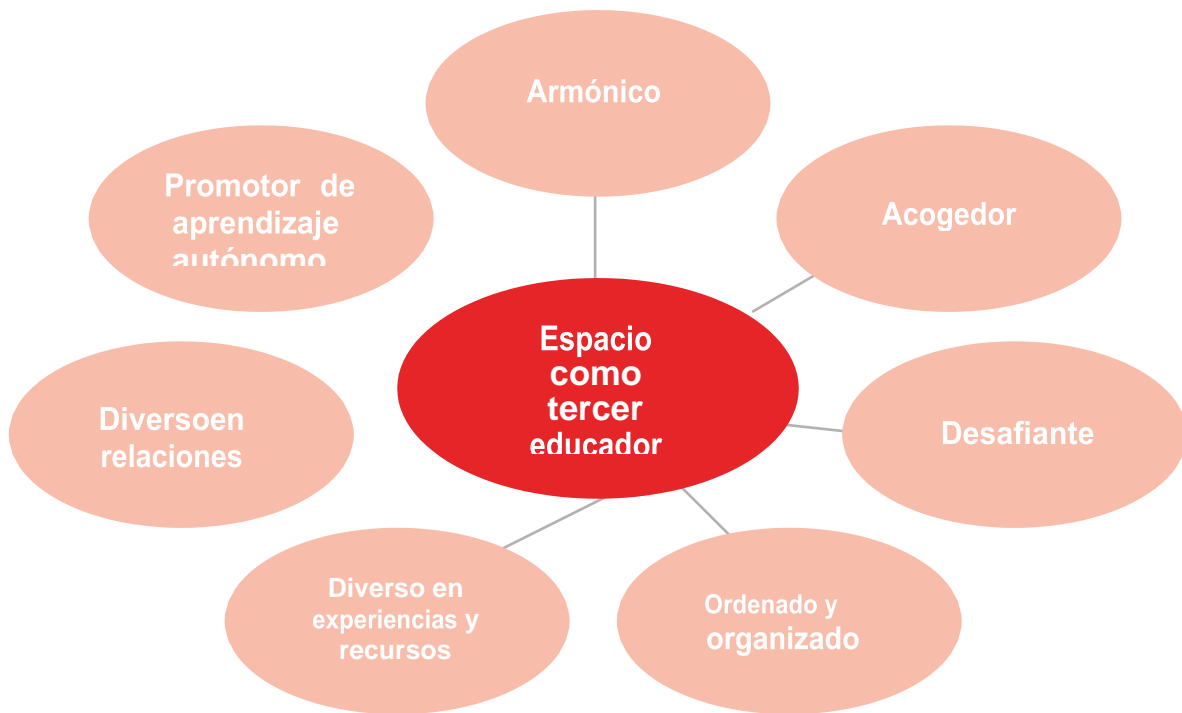 Armónico
Promotor de
aprendizaje
autónomo
Acogedor
Espacio
como
tercer
educador
Diversoen
relaciones
Desafiante
Diverso en
experiencias y
recursos
Ordenado y
organizado